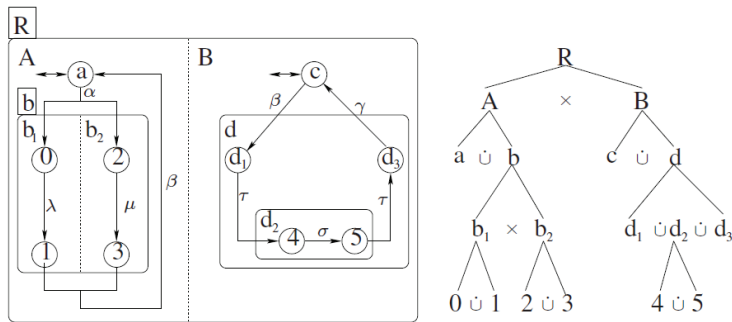 R
A B R
a c
α A × B
b β γ
b₁ b₂ d a ∪̇ b c ∪̇ d
0 2 d₁ d₃
β
λ μ τ τ b₁ × b₂ d₁ ∪̇ d₂ ∪̇ d₃
d₂
4 σ 5
1 3 0 ∪̇ 1 2 ∪̇ 3 4 ∪̇ 5